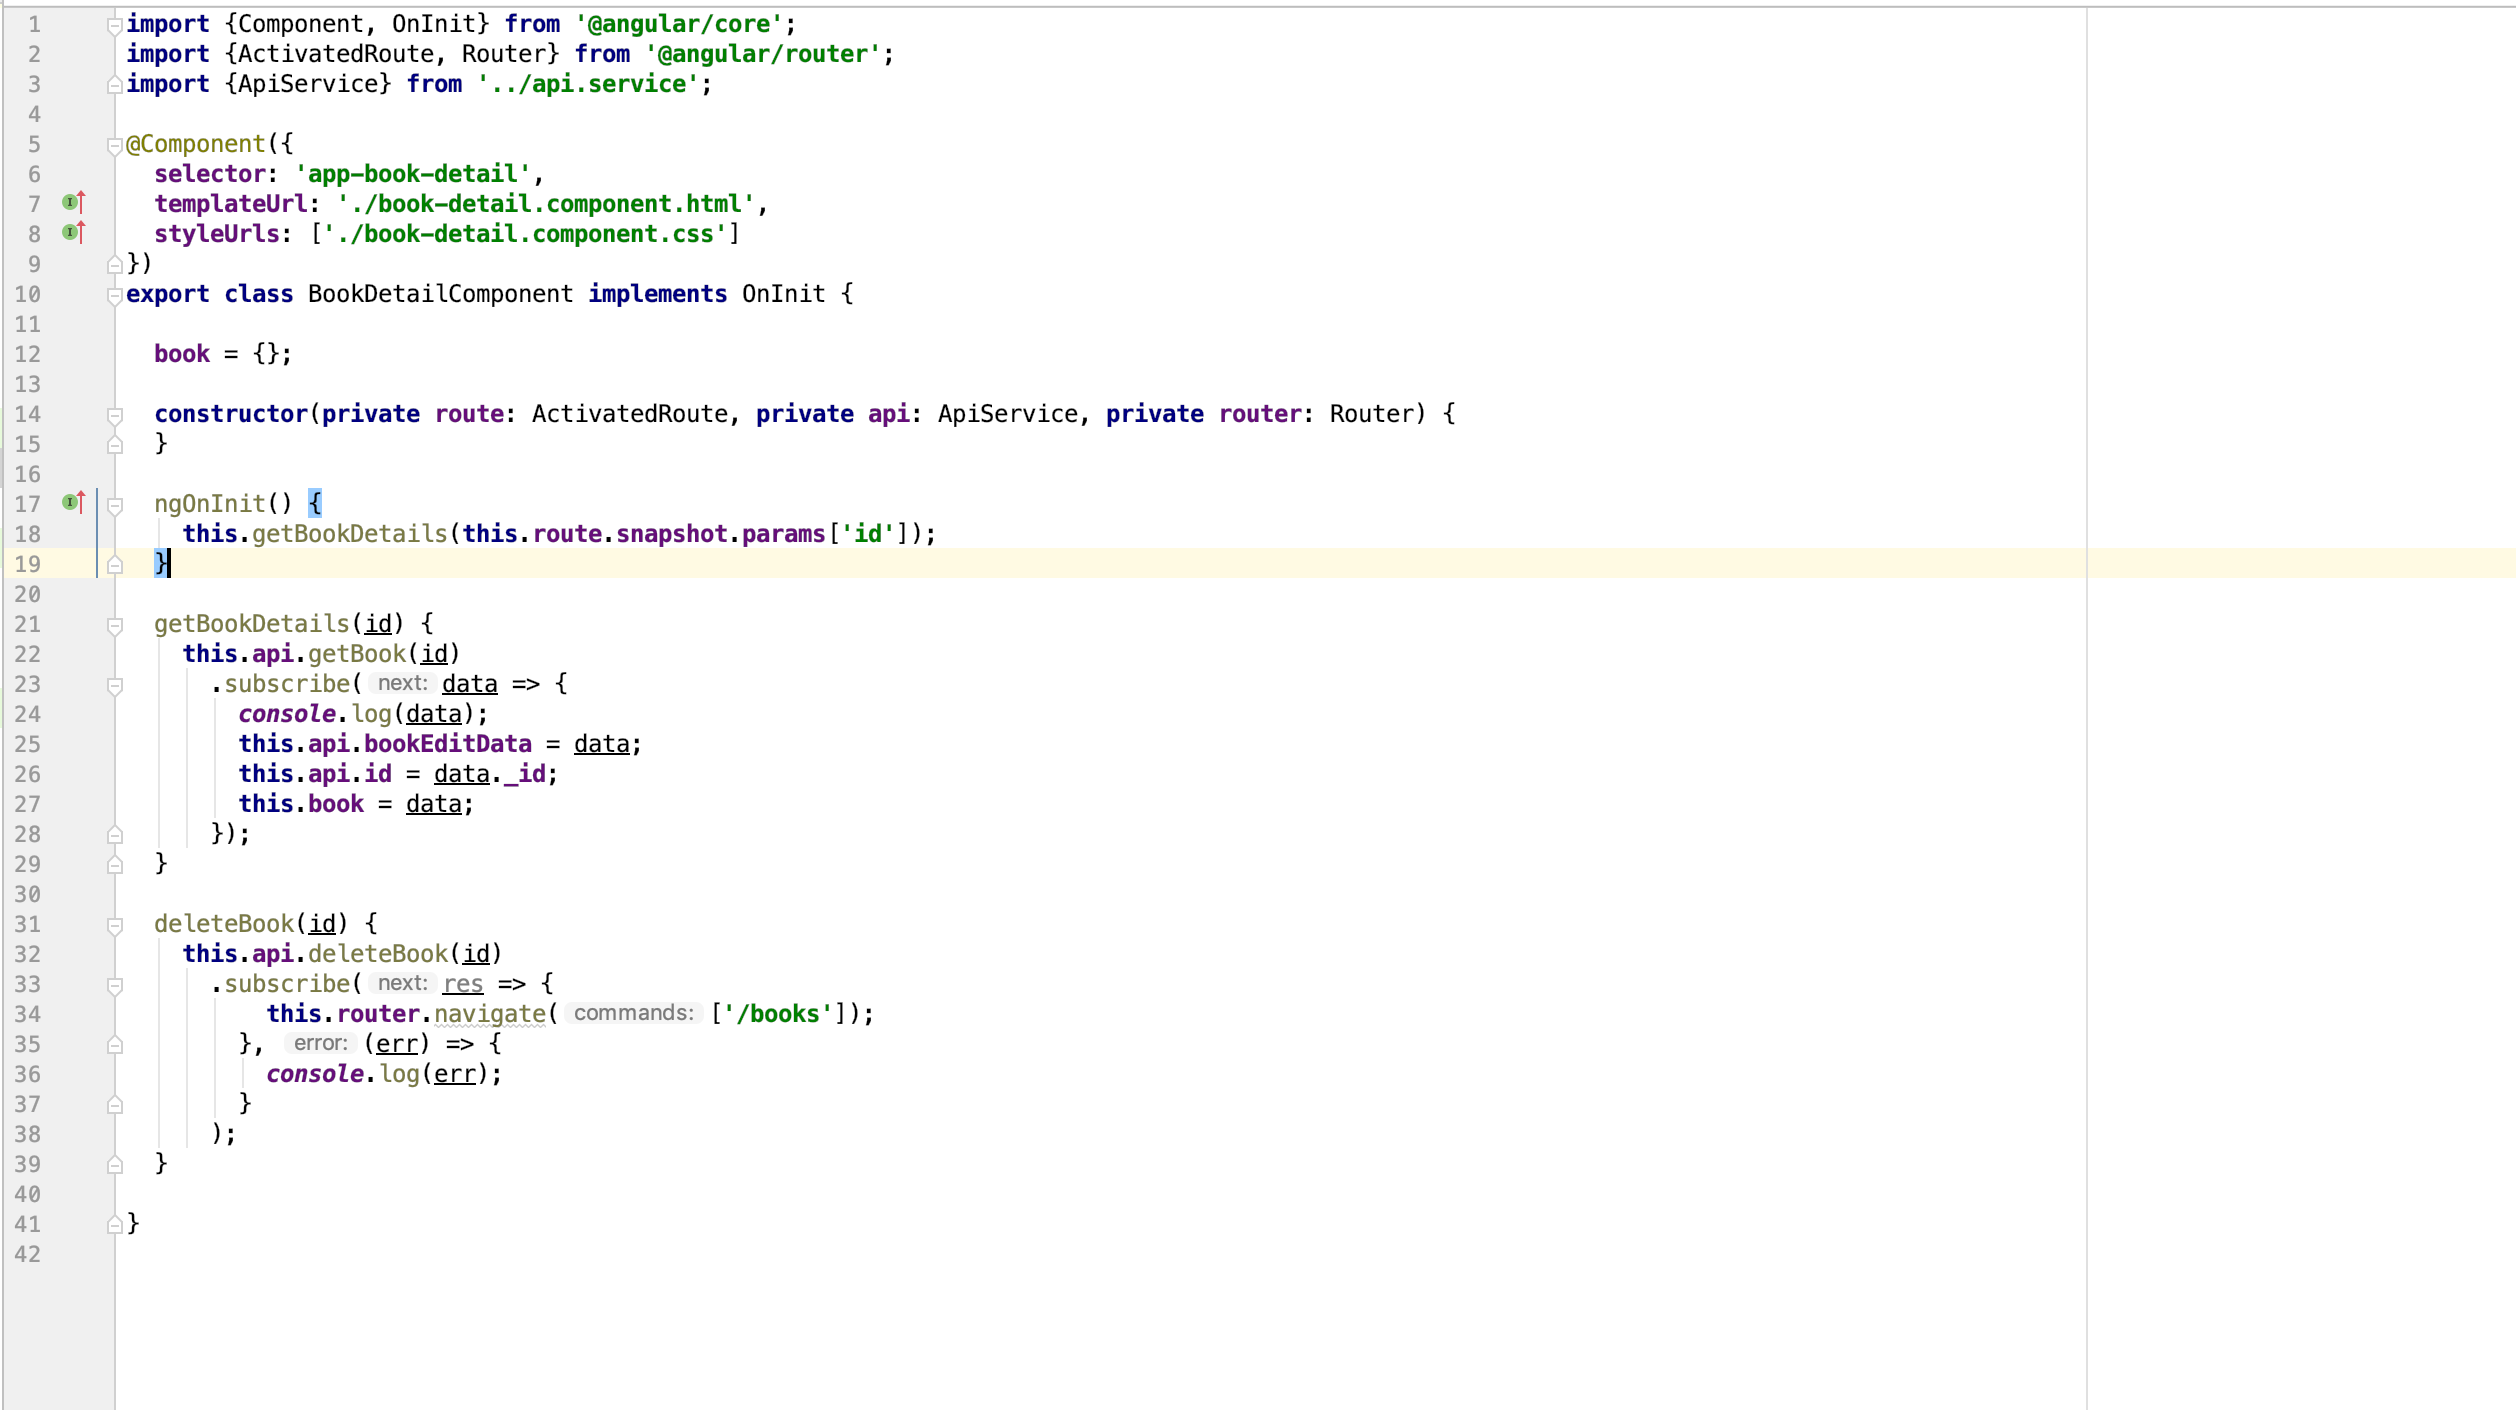 1 import {Component, OnInit} from '@angular/core';
2 import {ActivatedRoute, Router} from '@angular/router';
3 import {ApiService} from '../api.service';
4
5 @Component({
6 selector: 'app-book-detail',
7 templateUrl: './book-detail.component.html',
8 styleUrls: ['./book-detail.component.css']
9 })
10 export class BookDetailComponent implements OnInit {
11
12 book = {};
13
14 constructor(private route: ActivatedRoute, private api: ApiService, private router: Router) {
15 }
16
17 ngOnInit() {
18 this.getBookDetails(this.route.snapshot.params['id']);
19 }
20
21 getBookDetails(id) {
22 this.api.getBook(id)
23 .subscribe( next: data => {
24 console.log(data);
25 this.api.bookEditData = data;
26 this.api.id = data._id;
27 this.book = data;
28 });
29 }
30
31 deleteBook(id) {
32 this.api.deleteBook(id)
33 .subscribe( next: res => {
34 this.router.navigate( commands: ['/books']);
35 }, error: (err) => {
36 console.log(err);
37 }
38 );
39 }
40
41 }
42